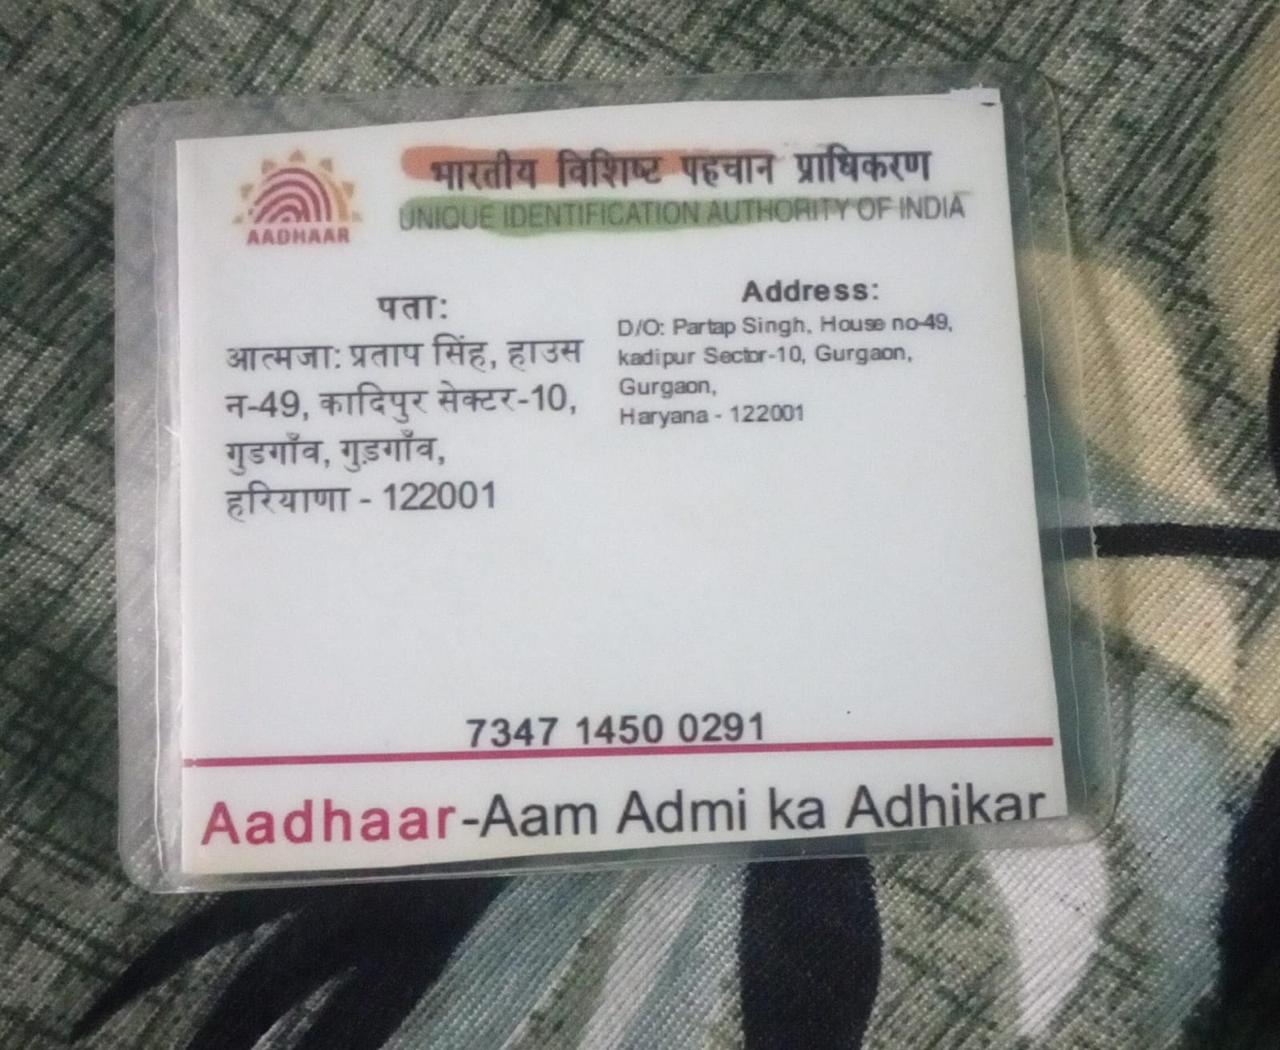 भारतीय विशिष्ट पहचान प्राधिकरण
UNIQUE IDENTIFICATION AUTHORITY OF INDIA
AADHAAR
पता:
आत्मजा: प्रताप सिंह, हाउस
न-49, कादिपुर सेक्टर-10,
गुडगाँव, गुड़गाँव,
हरियाणा - 122001
Address:
D/O: Partap Singh, House no-49,
kadipur Sector-10, Gurgaon,
Gurgaon,
Haryana - 122001
7347 1450 0291
Aadhaar-Aam Admi ka Adhikar